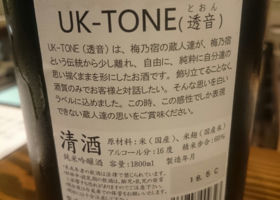 とおん
UK-TONE(透音)
UK-TONE(透音)は、梅乃宿の蔵人達が、梅乃宿
という伝統から少し離れ、自由に、純粋に自分達の
思い描くままを形にしたお酒です。飾り立てることなく、
酒質のみでお客様と対話したい。そんな思いを白い
ラベルに込めました。この時、この感性でしか表現
できない蔵人の思いをご賞味ください。
清酒
純米吟醸酒
原材料:米(国産)、米麹(国産米)
アルコール分:16度 精米歩合:60%
容量:1800ml 製造年月
18.5 C